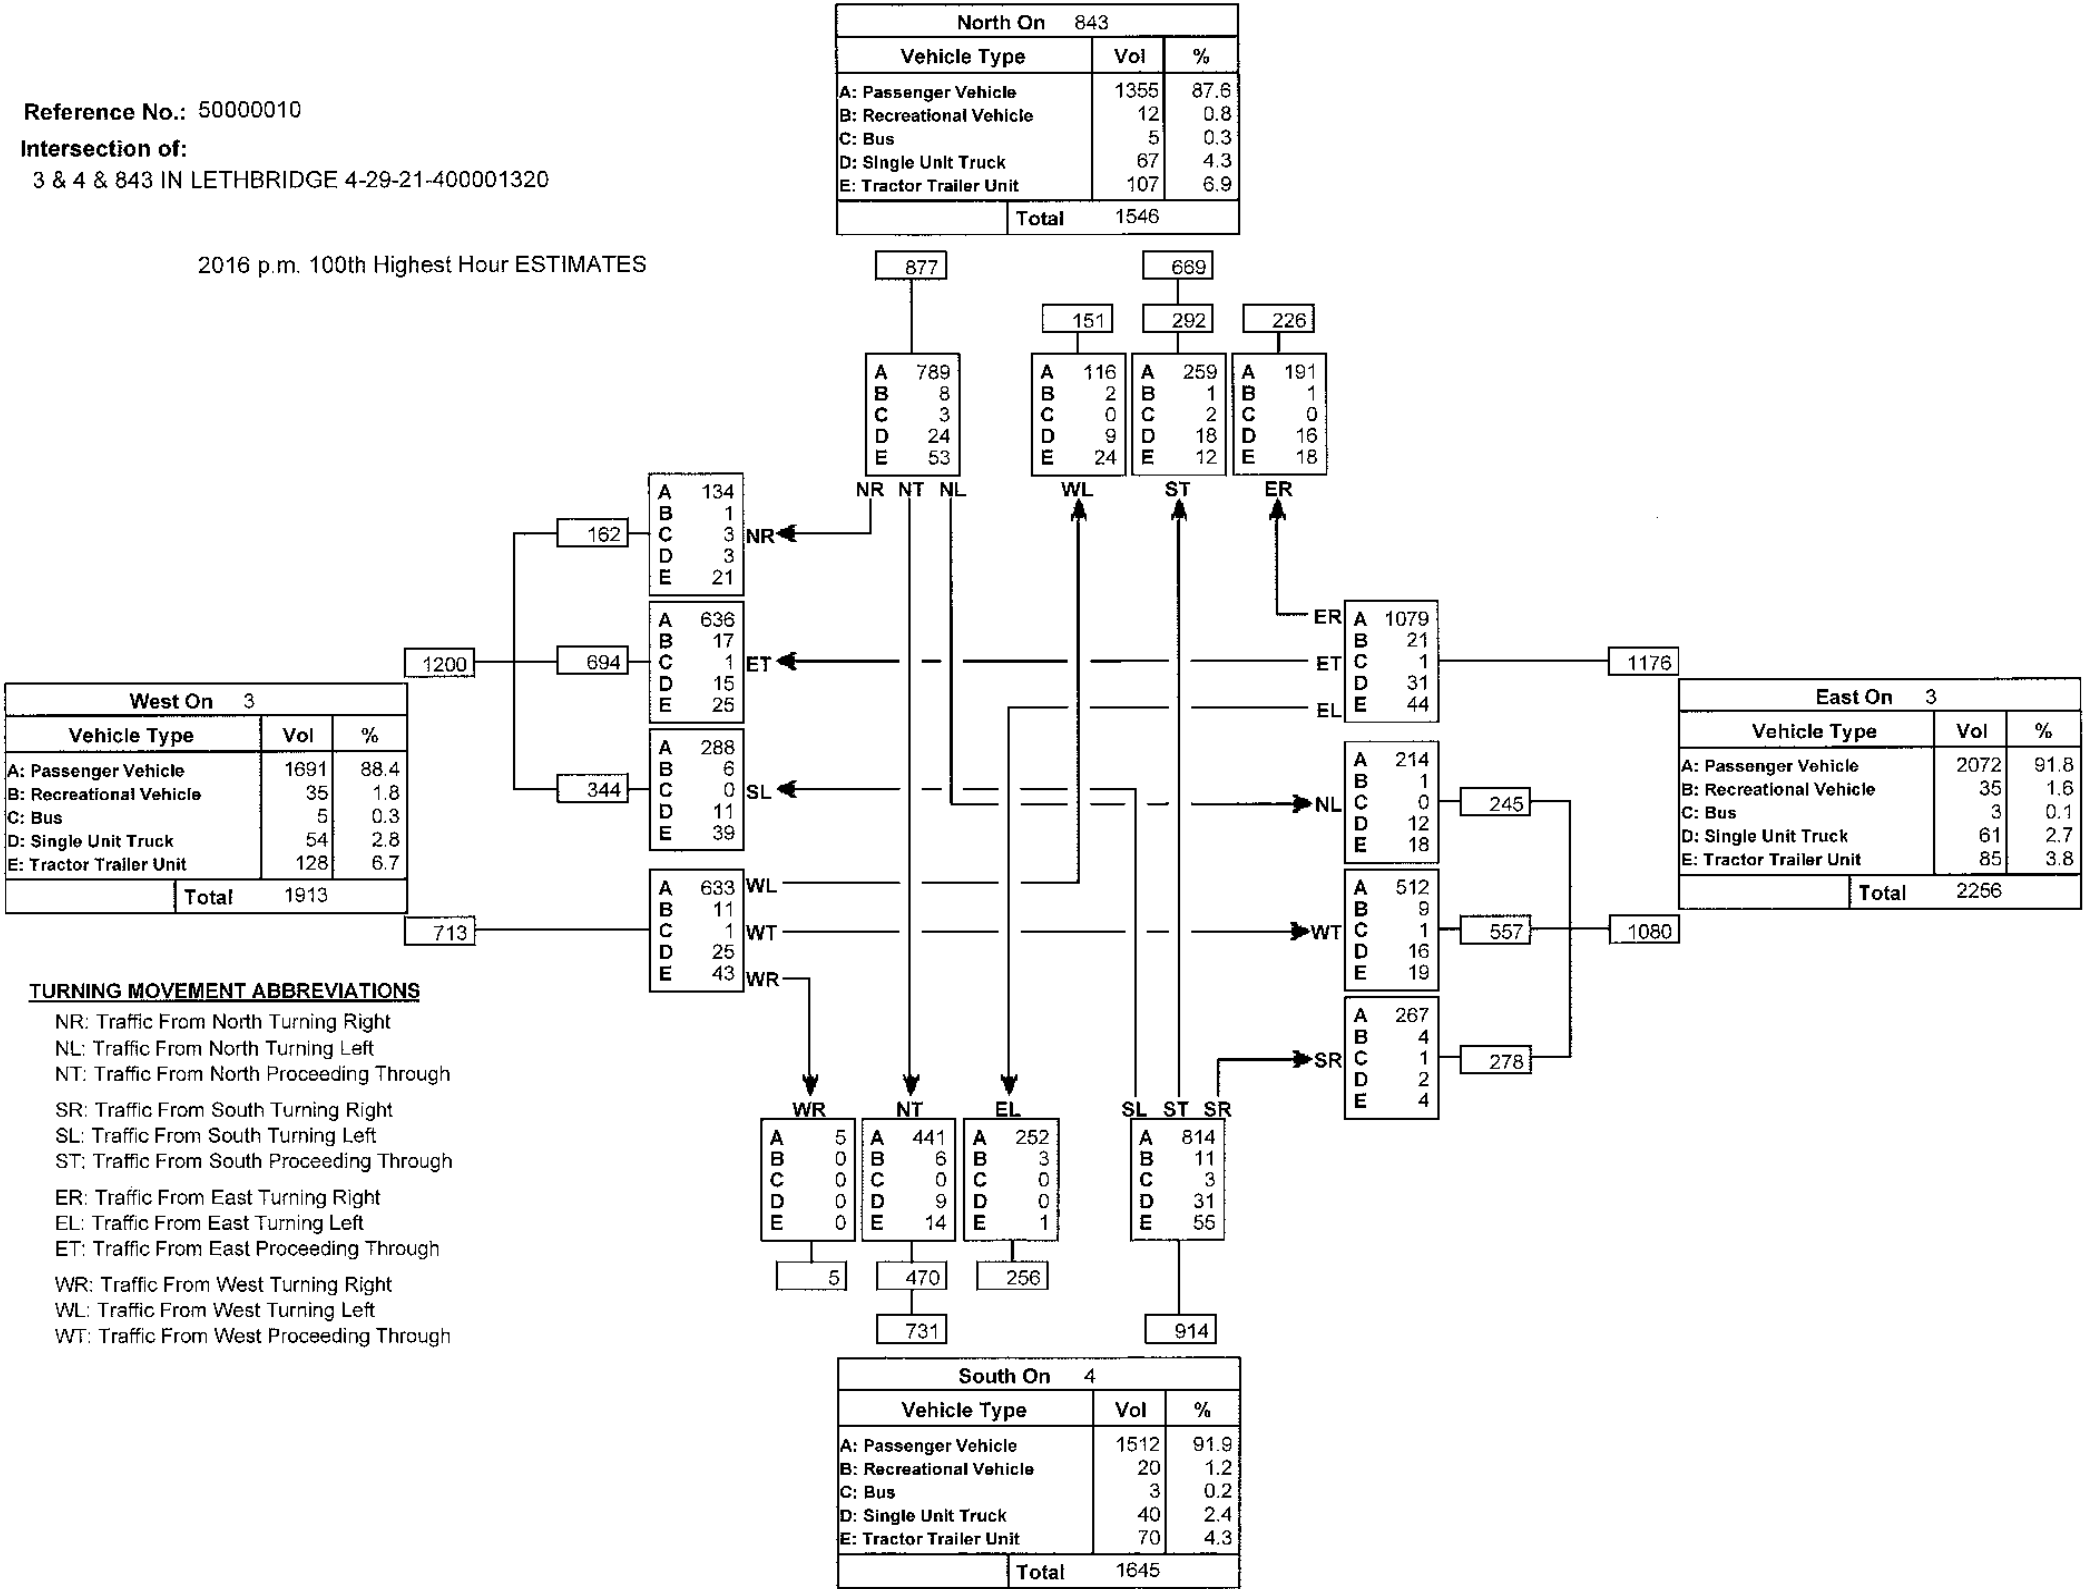 North On 843
Vehicle Type Vol %
A: Passenger Vehicle 1355 87.6
B: Recreational Vehicle 12 0.8
C: Bus 5 0.3
D: Single Unit Truck 67 4.3
E: Tractor Trailer Unit 107 6.9
Total 1546
Reference No.: 50000010
Intersection of:
3 & 4 & 843 IN LETHBRIDGE 4-29-21-400001320
2016 p.m. 100th Highest Hour ESTIMATES
877
669
151
292
226
A 789
B 8
C 3
D 24
E 53
A 116
B 2
C 0
D 9
E 24
A 259
B 1
C 2
D 18
E 12
A 191
B 1
C 0
D 16
E 18
NR NT NL
WL
ST
ER
162
A 134
B 1
C 3
D 3
E 21
NR
1200
694
A 636
B 17
C 1
D 15
E 25
ET
344
A 288
B 6
C 0
D 11
E 39
SL
ER
ET
EL
A 1079
B 21
C 1
D 31
E 44
1176
West On 3
Vehicle Type Vol %
A: Passenger Vehicle 1691 88.4
B: Recreational Vehicle 35 1.8
C: Bus 5 0.3
D: Single Unit Truck 54 2.8
E: Tractor Trailer Unit 128 6.7
Total 1913
East On 3
Vehicle Type Vol %
A: Passenger Vehicle 2072 91.8
B: Recreational Vehicle 35 1.6
C: Bus 3 0.1
D: Single Unit Truck 61 2.7
E: Tractor Trailer Unit 85 3.8
Total 2256
NL
A 214
B 1
C 0
D 12
E 18
245
713
A 633
B 11
C 1
D 25
E 43
WL
WT
WR
WT
A 512
B 9
C 1
D 16
E 19
557
1080
SR
A 267
B 4
C 1
D 2
E 4
278
TURNING MOVEMENT ABBREVIATIONS
NR: Traffic From North Turning Right
NL: Traffic From North Turning Left
NT: Traffic From North Proceeding Through
SR: Traffic From South Turning Right
SL: Traffic From South Turning Left
ST: Traffic From South Proceeding Through
ER: Traffic From East Turning Right
EL: Traffic From East Turning Left
ET: Traffic From East Proceeding Through
WR: Traffic From West Turning Right
WL: Traffic From West Turning Left
WT: Traffic From West Proceeding Through
WR
NT
EL
SL ST SR
A 5
B 0
C 0
D 0
E 0
A 441
B 6
C 0
D 9
E 14
A 252
B 3
C 0
D 0
E 1
A 814
B 11
C 3
D 31
E 55
5
470
256
731
914
South On 4
Vehicle Type Vol %
A: Passenger Vehicle 1512 91.9
B: Recreational Vehicle 20 1.2
C: Bus 3 0.2
D: Single Unit Truck 40 2.4
E: Tractor Trailer Unit 70 4.3
Total 1645